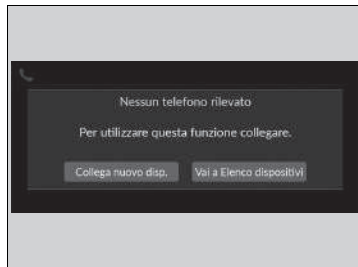 Nessun telefono rilevato
Per utilizzare questa funzione collegare.
Collega nuovo disp. Vai a Elenco dispositivi